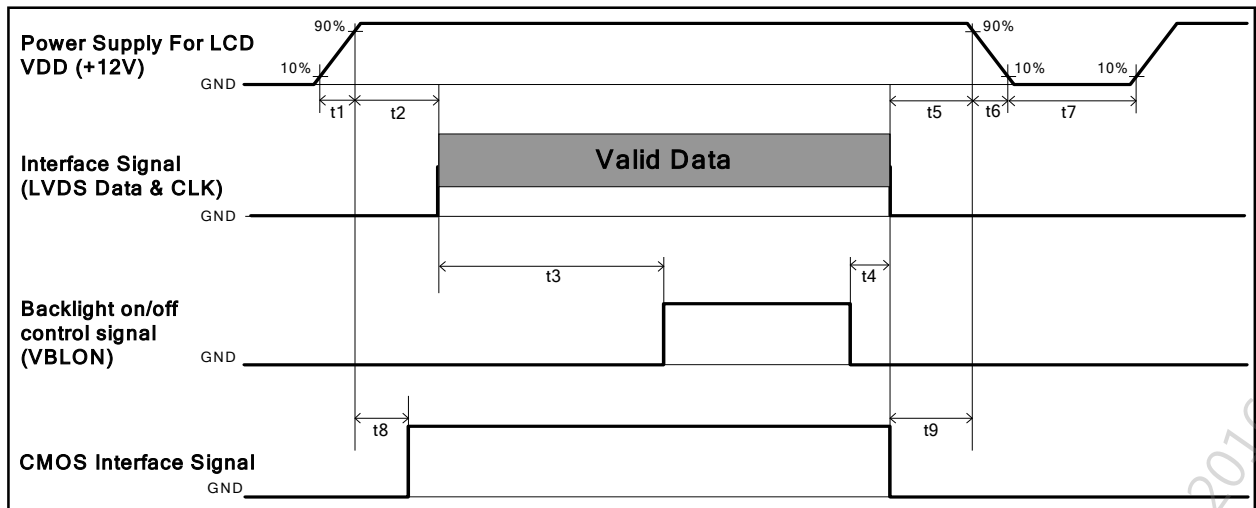 90%
90%
Power Supply For LCD
VDD (+12V)
10%
10%
10%
GND
t1
t2
t5
t6
t7
Interface Signal
(LVDS Data & CLK)
Valid Data
GND
t3
t4
Backlight on/off
control signal
(VBLON)
GND
t8
t9
CMOS Interface Signal
GND